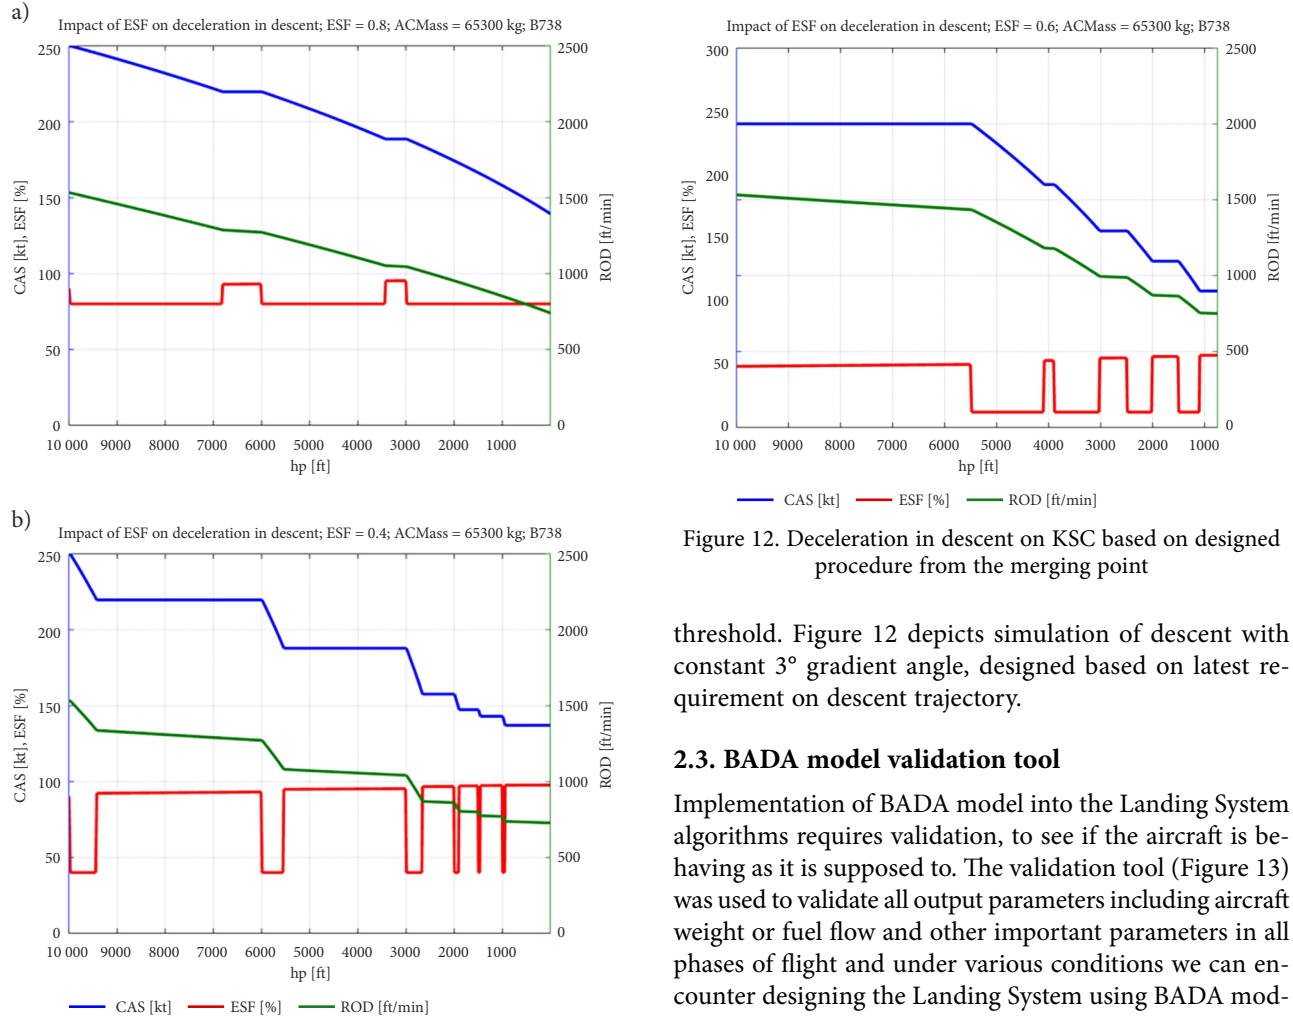 a)
Impact of ESF on deceleration in descent; ESF = 0.8; ACMass = 65300 kg; B738
250
200
150
100
50
0
CAS [kt], ESF [%]
2500
2000
1500
1000
500
0
ROD [ft/min]
10 000 9000 8000 7000 6000 5000 4000 3000 2000 1000
hp [ft]
b)
Impact of ESF on deceleration in descent; ESF = 0.4; ACMass = 65300 kg; B738
250
200
150
100
50
0
CAS [kt], ESF [%]
2500
2000
1500
1000
500
0
ROD [ft/min]
10 000 9000 8000 7000 6000 5000 4000 3000 2000 1000
hp [ft]
CAS [kt] ESF [%] ROD [ft/min]
Impact of ESF on deceleration in descent; ESF = 0.6; ACMass = 65300 kg; B738
300
250
200
150
100
50
0
CAS [kt], ESF [%]
2500
2000
1500
1000
500
0
ROD [ft/min]
10 000 9000 8000 7000 6000 5000 4000 3000 2000 1000
hp [ft]
CAS [kt] ESF [%] ROD [ft/min]
Figure 12. Deceleration in descent on KSC based on designed
procedure from the merging point
threshold. Figure 12 depicts simulation of descent with
constant 3° gradient angle, designed based on latest re-
quirement on descent trajectory.
2.3. BADA model validation tool
Implementation of BADA model into the Landing System
algorithms requires validation, to see if the aircraft is be-
having as it is supposed to. The validation tool (Figure 13)
was used to validate all output parameters including aircraft
weight or fuel flow and other important parameters in all
phases of flight and under various conditions we can en-
counter designing the Landing System using BADA mod-